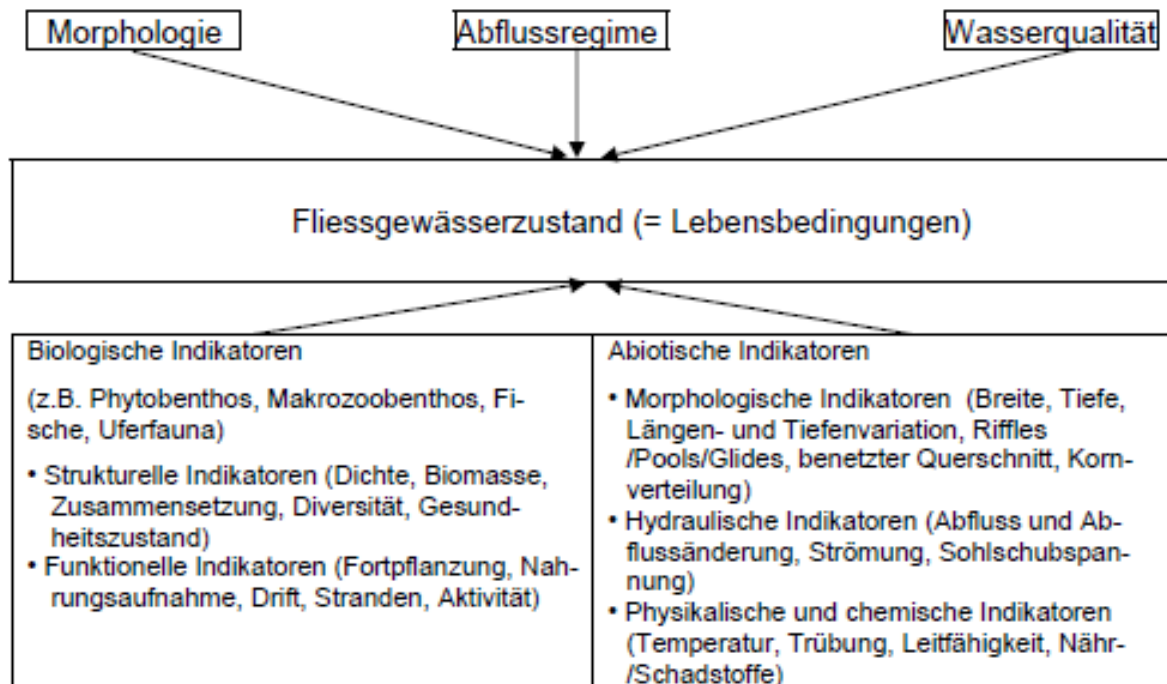 Morphologie
Abflussregime
Wasserqualität
Fliessgewässerzustand (= Lebensbedingungen)
Biologische Indikatoren
(z.B. Phytobenthos, Makrozoobenthos, Fi-
sche, Uferfauna)
• Strukturelle Indikatoren (Dichte, Biomasse,
Zusammensetzung, Diversität, Gesund-
heitszustand)
• Funktionelle Indikatoren (Fortpflanzung, Nah-
rungsaufnahme, Drift, Stranden, Aktivität)
Abiotische Indikatoren
• Morphologische Indikatoren (Breite, Tiefe,
Längen- und Tiefenvariation, Riffles
/Pools/Glides, benetzter Querschnitt, Korn-
verteilung)
• Hydraulische Indikatoren (Abfluss und Ab-
flussänderung, Strömung, Sohlschubspan-
nung)
• Physikalische und chemische Indikatoren
(Temperatur, Trübung, Leitfähigkeit, Nähr-
/Schadstoffe)